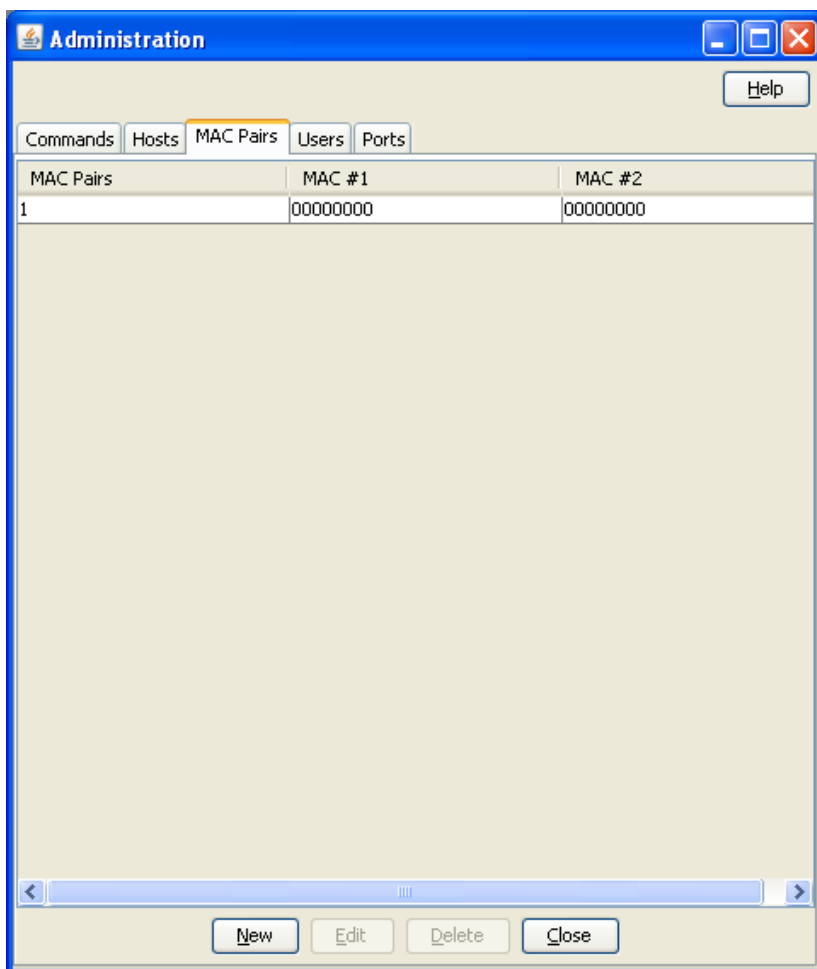 Administration
Help
Commands Hosts MAC Pairs Users Ports
MAC Pairs MAC #1 MAC #2
1 00000000 00000000
New Edit Delete Close